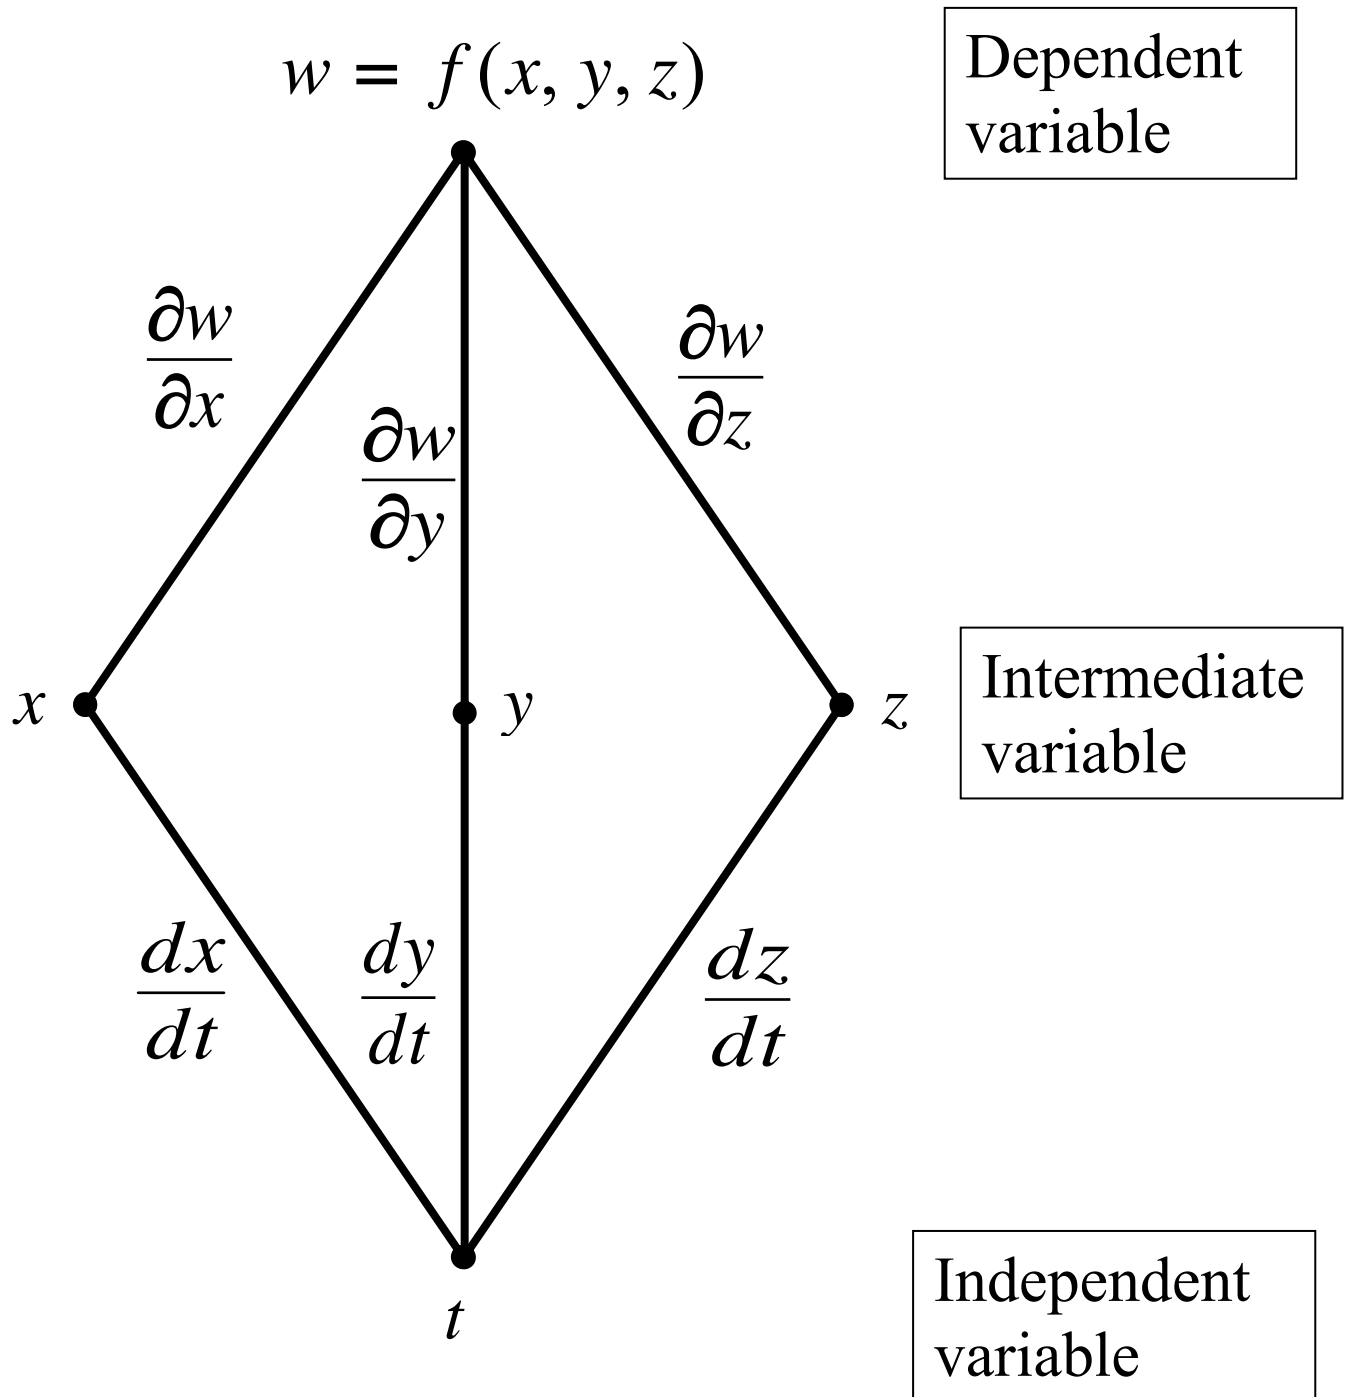 w = f(x, y, z)
Dependent
variable
∂w
∂x
∂w
∂y
∂w
∂z
x
y
z
Intermediate
variable
dx
dt
dy
dt
dz
dt
t
Independent
variable